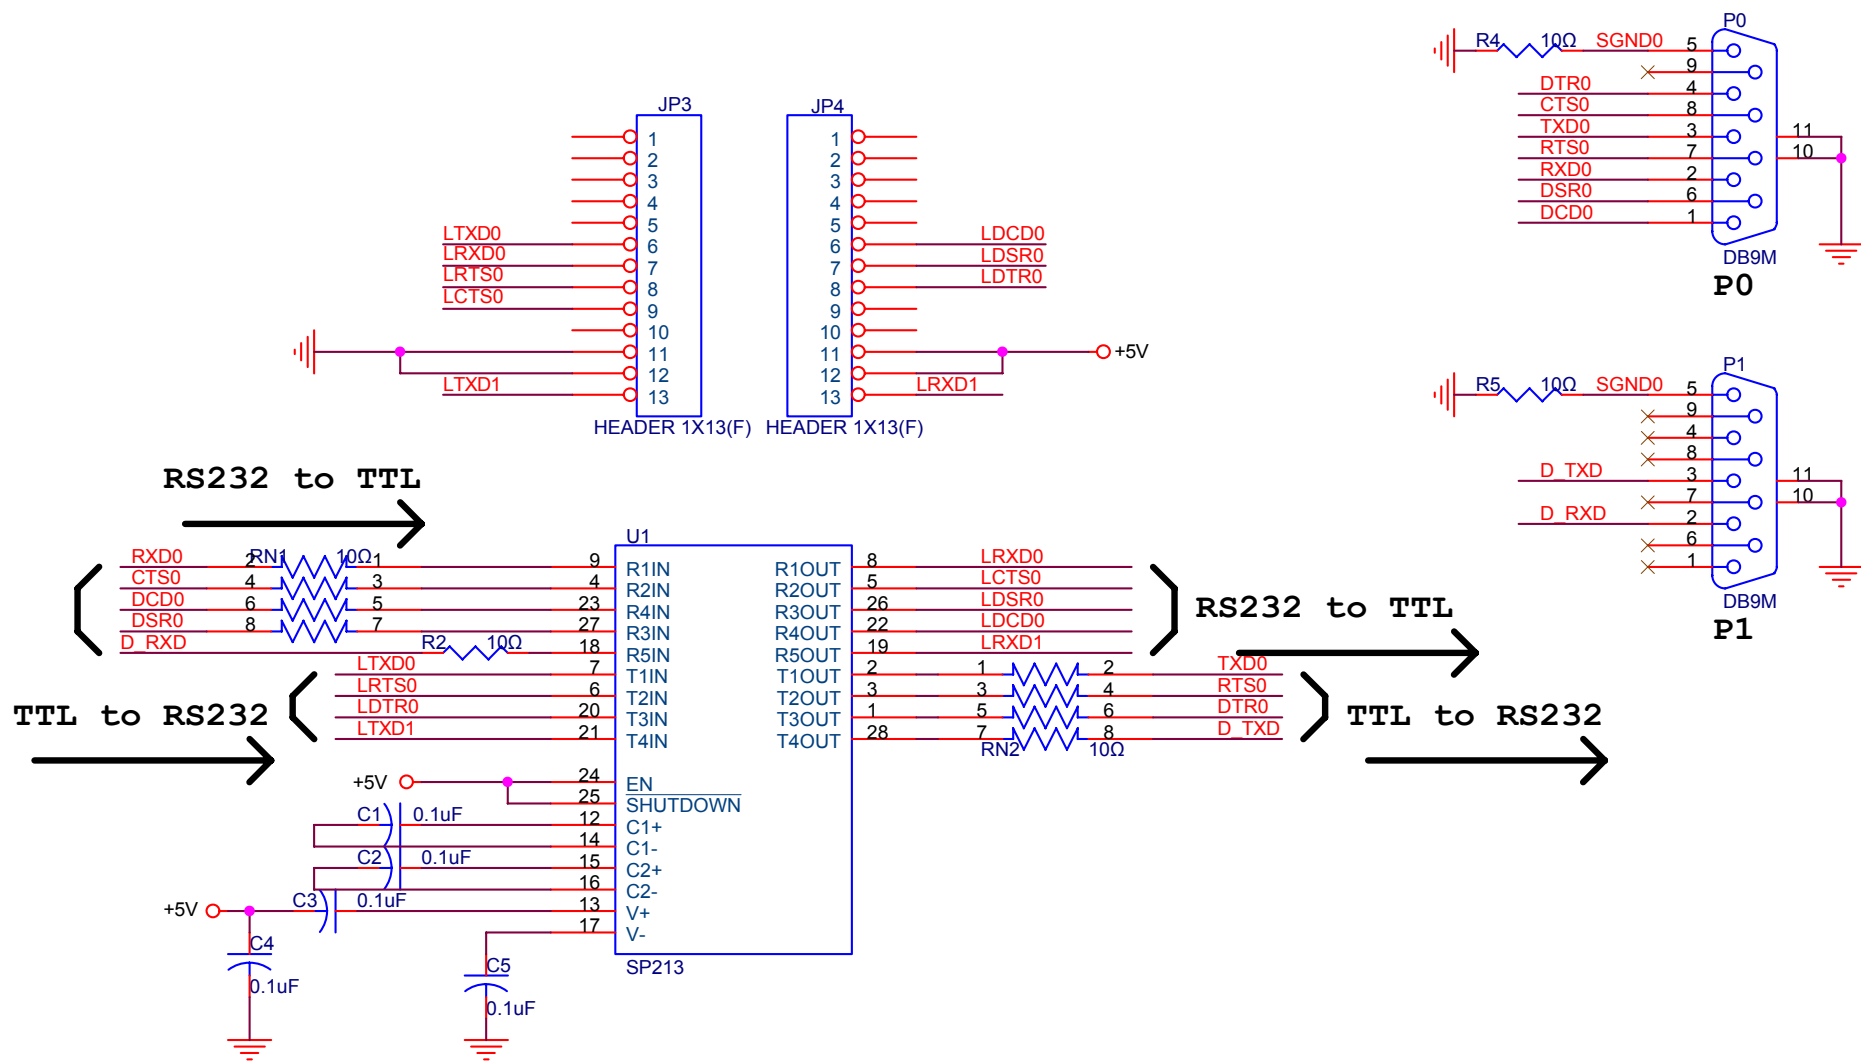 P0
R4 10Ω SGND0 5
9
DTR0 4
CTS0 8
TXD0 3 11
RTS0 7 10
RXD0 2
DSR0 6
DCD0 1
DB9M
P0
JP3 JP4
1 1
2 2
3 3
4 4
5 5
LTXD0 6 6 LDCD0
LRXD0 7 7 LDSR0
LRTS0 8 8 LDTR0
LCTS0 9 9
10 10
11 11 +5V
12 12
LTXD1 13 13 LRXD1
HEADER 1X13(F) HEADER 1X13(F)
P1
R5 10Ω SGND0 5
9
4
8
D_TXD 3 11
7 10
D_RXD 2
6
1
DB9M
P1
RS232 to TTL
U1
RXD0 2 RN1 10Ω 1 9 R1IN R1OUT 8 LRXD0
CTS0 4 3 4 R2IN R2OUT 5 LCTS0
DCD0 6 5 23 R4IN R3OUT 26 LDSR0
DSR0 8 7 27 R3IN R4OUT 22 LDCD0
D_RXD R2 10Ω 18 R5IN R5OUT 19 LRXD1
RS232 to TTL
LTXD0 7 T1IN T1OUT 2 1 2 TXD0
LRTS0 6 T2IN T2OUT 3 3 4 RTS0
LDTR0 20 T3IN T3OUT 1 5 6 DTR0
LTXD1 21 T4IN T4OUT 28 7 8 D_TXD
RN2 10Ω
TTL to RS232
TTL to RS232
+5V 24 EN
25 SHUTDOWN
C1 0.1uF 12 C1+
14 C1-
C2 0.1uF 15 C2+
16 C2-
+5V C3 0.1uF 13 V+
17 V-
C4 0.1uF
C5 0.1uF
SP213